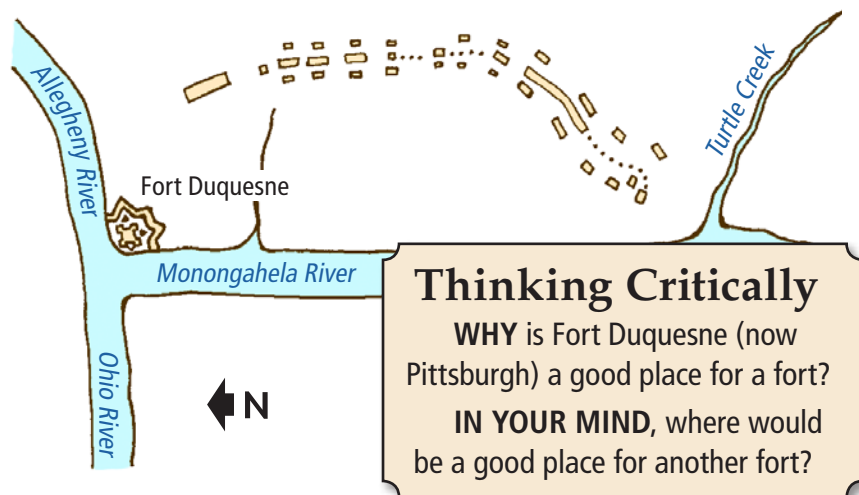 Allegheny River
Turtle Creek
Fort Duquesne
Monongahela River
Ohio River
N
Thinking Critically
WHY is Fort Duquesne (now
Pittsburgh) a good place for a fort?
IN YOUR MIND, where would
be a good place for another fort?